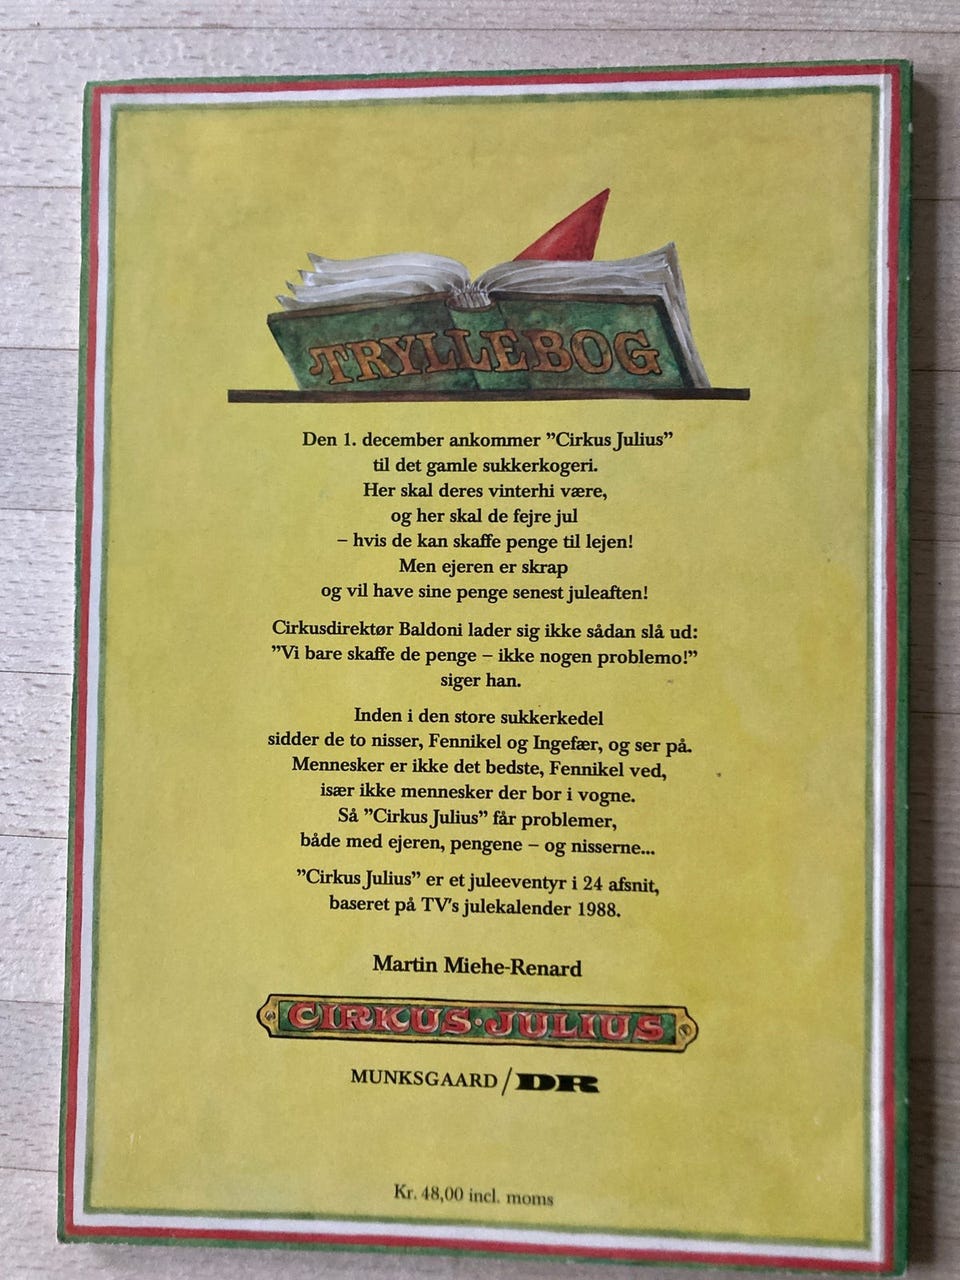 TRYLLEBOG
Den 1. december ankommer ”Cirkus Julius”
til det gamle sukkerkogeri.
Her skal deres vinterhi være,
og her skal de fejre jul
– hvis de kan skaffe penge til lejen!
Men ejeren er skrap
og vil have sine penge senest juleaften!
Cirkusdirektør Baldoni lader sig ikke sådan slå ud:
”Vi bare skaffe de penge – ikke nogen problemo!”
siger han.
Inden i den store sukkerkedel
sidder de to nisser, Fennikel og Ingefær, og ser på.
Mennesker er ikke det bedste, Fennikel ved,
især ikke mennesker der bor i vogne.
Så ”Cirkus Julius” får problemer,
både med ejeren, pengene – og nisserne...
”Cirkus Julius” er et juleeventyr i 24 afsnit,
baseret på TV's julekalender 1988.
Martin Miehe-Renard
CIRKUS·JULIUS
MUNKSGAARD/DR
Kr. 48,00 incl. moms